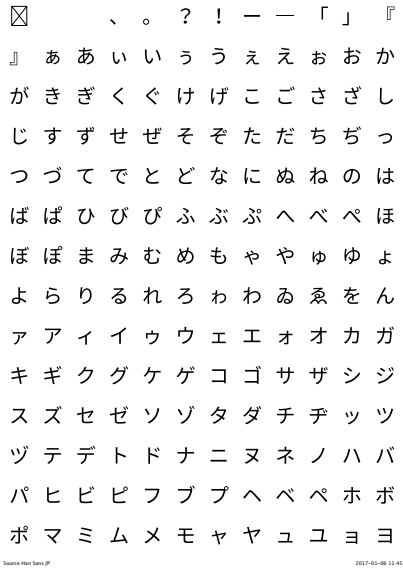 、 。 ？ ！ ー ― 「 」 『
』 ぁ あ ぃ い ぅ う ぇ え ぉ お か
が き ぎ く ぐ け げ こ ご さ ざ し
じ す ず せ ぜ そ ぞ た だ ち ぢ っ
つ づ て で と ど な に ぬ ね の は
ば ぱ ひ び ぴ ふ ぶ ぷ へ べ ぺ ほ
ぼ ぽ ま み む め も ゃ や ゅ ゆ ょ
よ ら り る れ ろ ゎ わ ゐ ゑ を ん
ァ ア ィ イ ゥ ウ ェ エ ォ オ カ ガ
キ ギ ク グ ケ ゲ コ ゴ サ ザ シ ジ
ス ズ セ ゼ ソ ゾ タ ダ チ ヂ ッ ツ
ヅ テ デ ト ド ナ ニ ヌ ネ ノ ハ バ
パ ヒ ビ ピ フ ブ プ ヘ ベ ペ ホ ボ
ポ マ ミ ム メ モ ャ ヤ ュ ユ ョ ヨ
Source Han Sans JP 2017-01-06 11:45